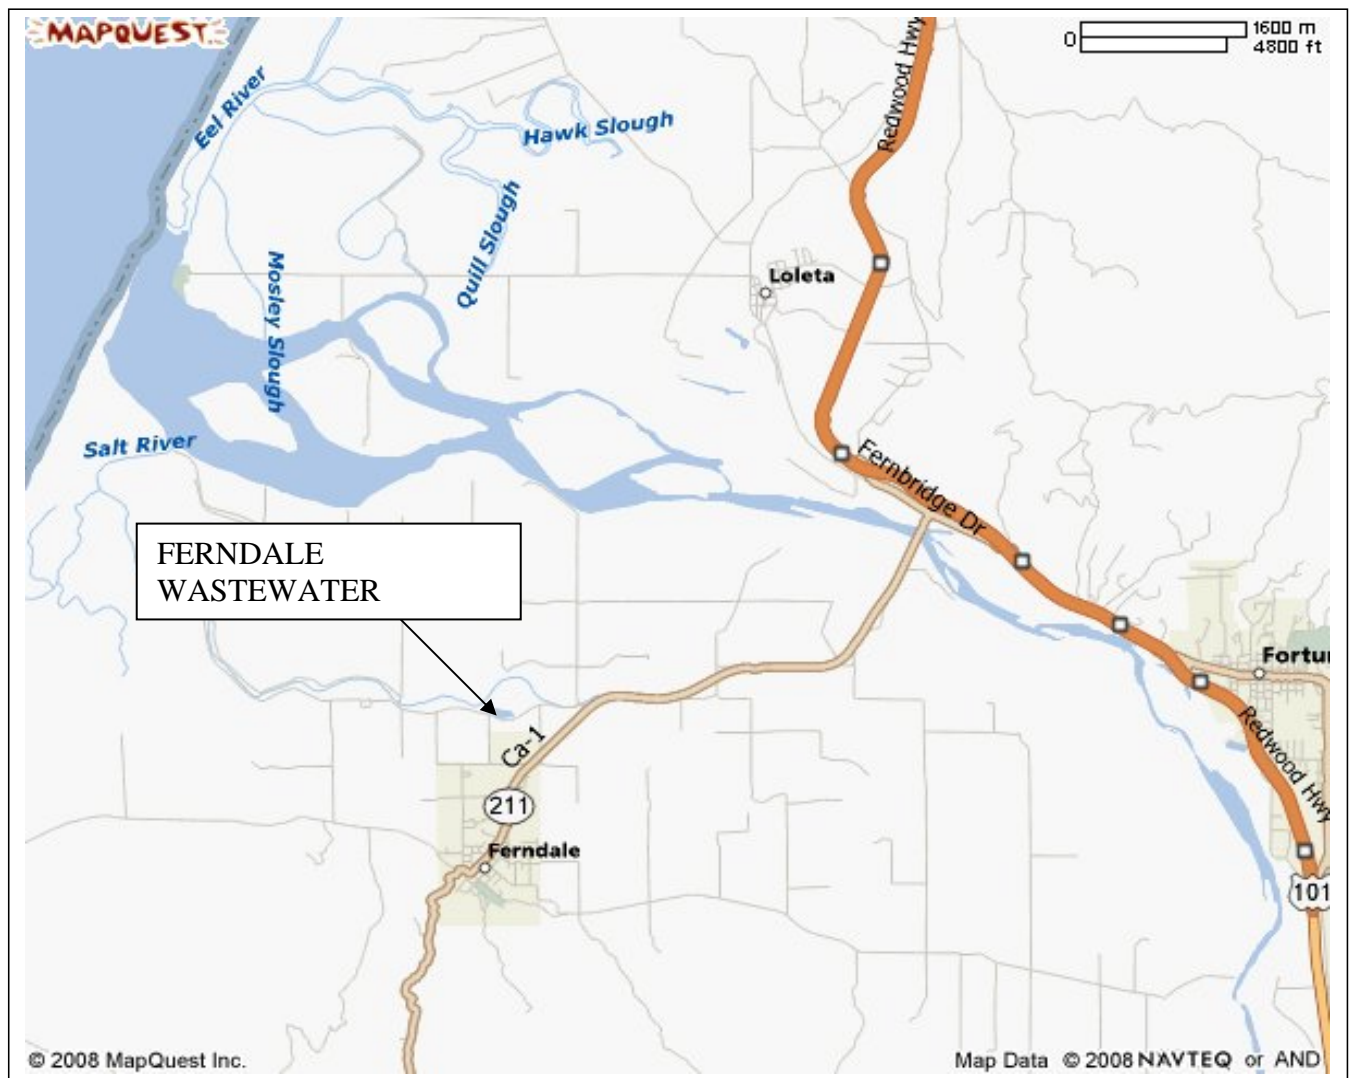 MAPQUEST
1600 m
0
4800 ft
Redwood Hwy
Eel River
Hawk Slough
Quill Slough
Mosley Slough
Loleta
Salt River
Fernbridge Dr
FERNDALE
WASTEWATER
Fortu
Ca-1
Redwood Hwy
211
Ferndale
101
© 2008 MapQuest Inc.
Map Data © 2008 NAVTEQ or AND